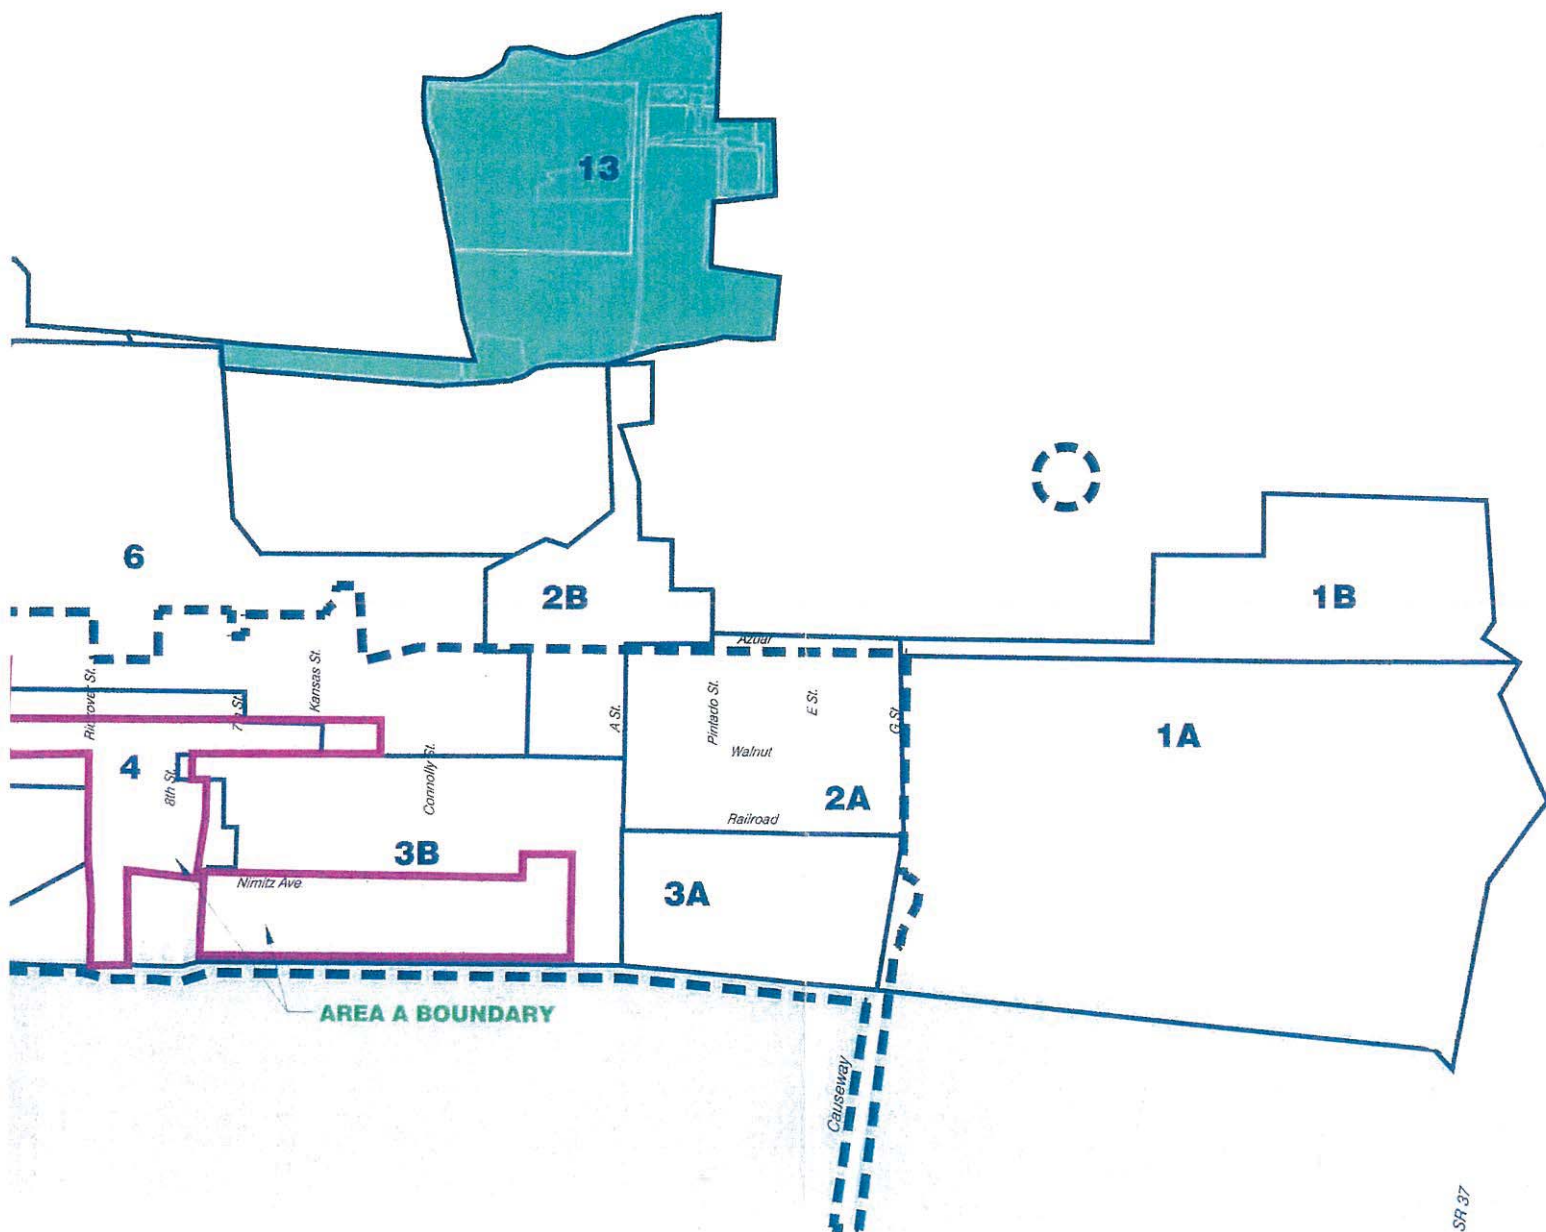 13
6
2B
1B
Azuar
Kansas St.
A St.
Pintado St.
E St.
G St.
7th St.
1A
Walnut
4
8th St.
Connolly St.
2A
Railroad
3B
Nimitz Ave
3A
AREA A BOUNDARY
Causeway
SR 37